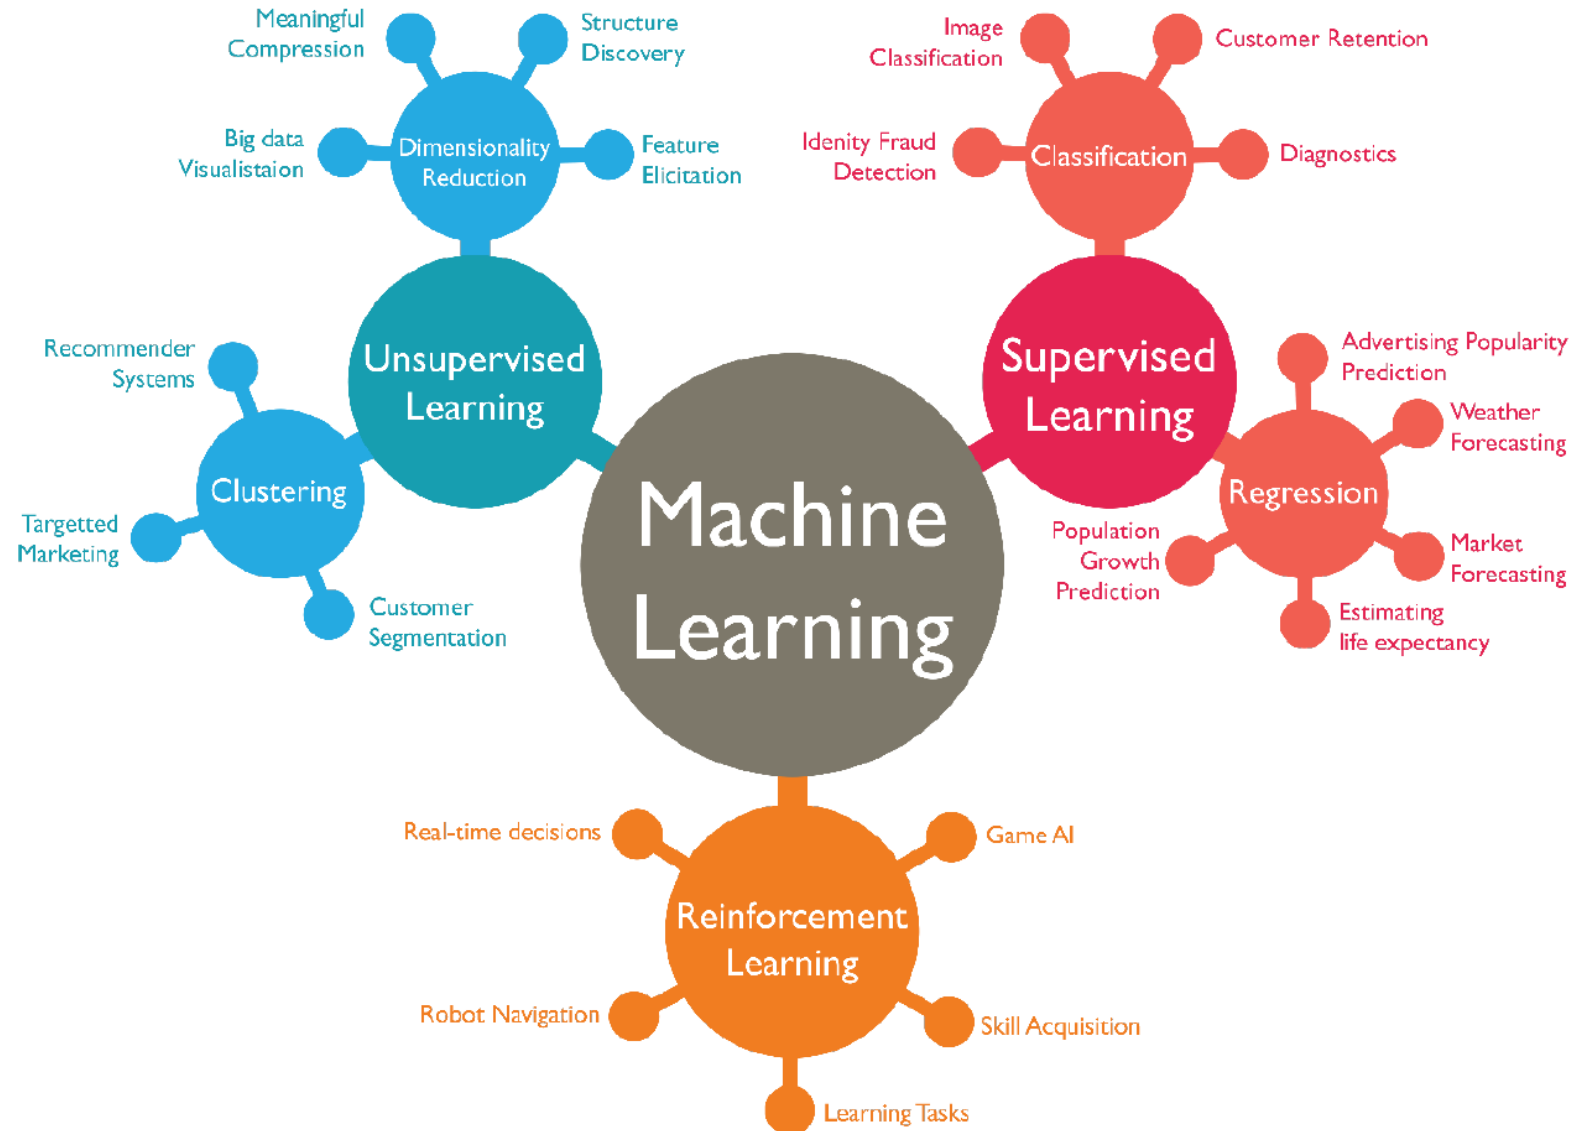 Meaningful
Compression
Structure
Discovery
Big data
Visualistaion
Dimensionality
Reduction
Feature
Elicitation
Image
Classification
Customer Retention
Idenity Fraud
Detection
Classification
Diagnostics
Recommender
Systems
Unsupervised
Learning
Clustering
Targetted
Marketing
Customer
Segmentation
Machine
Learning
Supervised
Learning
Advertising Popularity
Prediction
Weather
Forecasting
Regression
Population
Growth
Prediction
Market
Forecasting
Estimating
life expectancy
Real-time decisions
Game AI
Reinforcement
Learning
Robot Navigation
Skill Acquisition
Learning Tasks